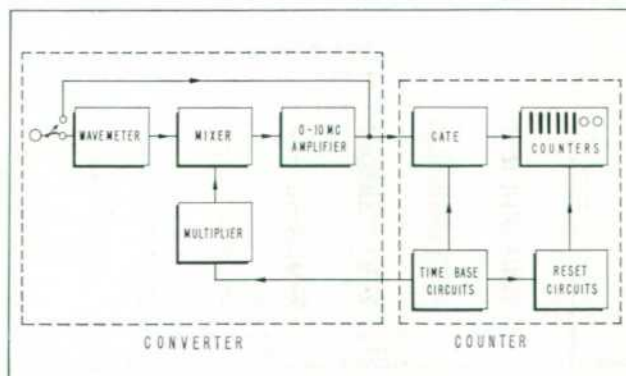 WAVEMETER
MIXER
0-10 MC
AMPLIFIER
GATE
COUNTERS
MULTIPLIER
TIME BASE
CIRCUITS
RESET
CIRCUITS
CONVERTER
COUNTER